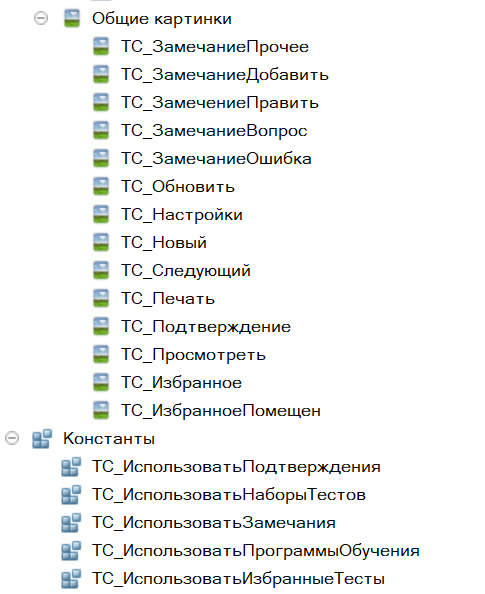 Общие картинки
ТС_ЗамечаниеПрочее
ТС_ЗамечаниеДобавить
ТС_ЗамечениеПравить
ТС_ЗамечаниеВопрос
ТС_ЗамечаниеОшибка
ТС_Обновить
ТС_Настройки
ТС_Новый
ТС_Следующий
ТС_Печать
ТС_Подтверждение
ТС_Просмотреть
ТС_Избранное
ТС_ИзбранноеПомещен
Константы
ТС_ИспользоватьПодтверждения
ТС_ИспользоватьНаборыТестов
ТС_ИспользоватьЗамечания
ТС_ИспользоватьПрограммыОбучения
ТС_ИспользоватьИзбранныеТесты